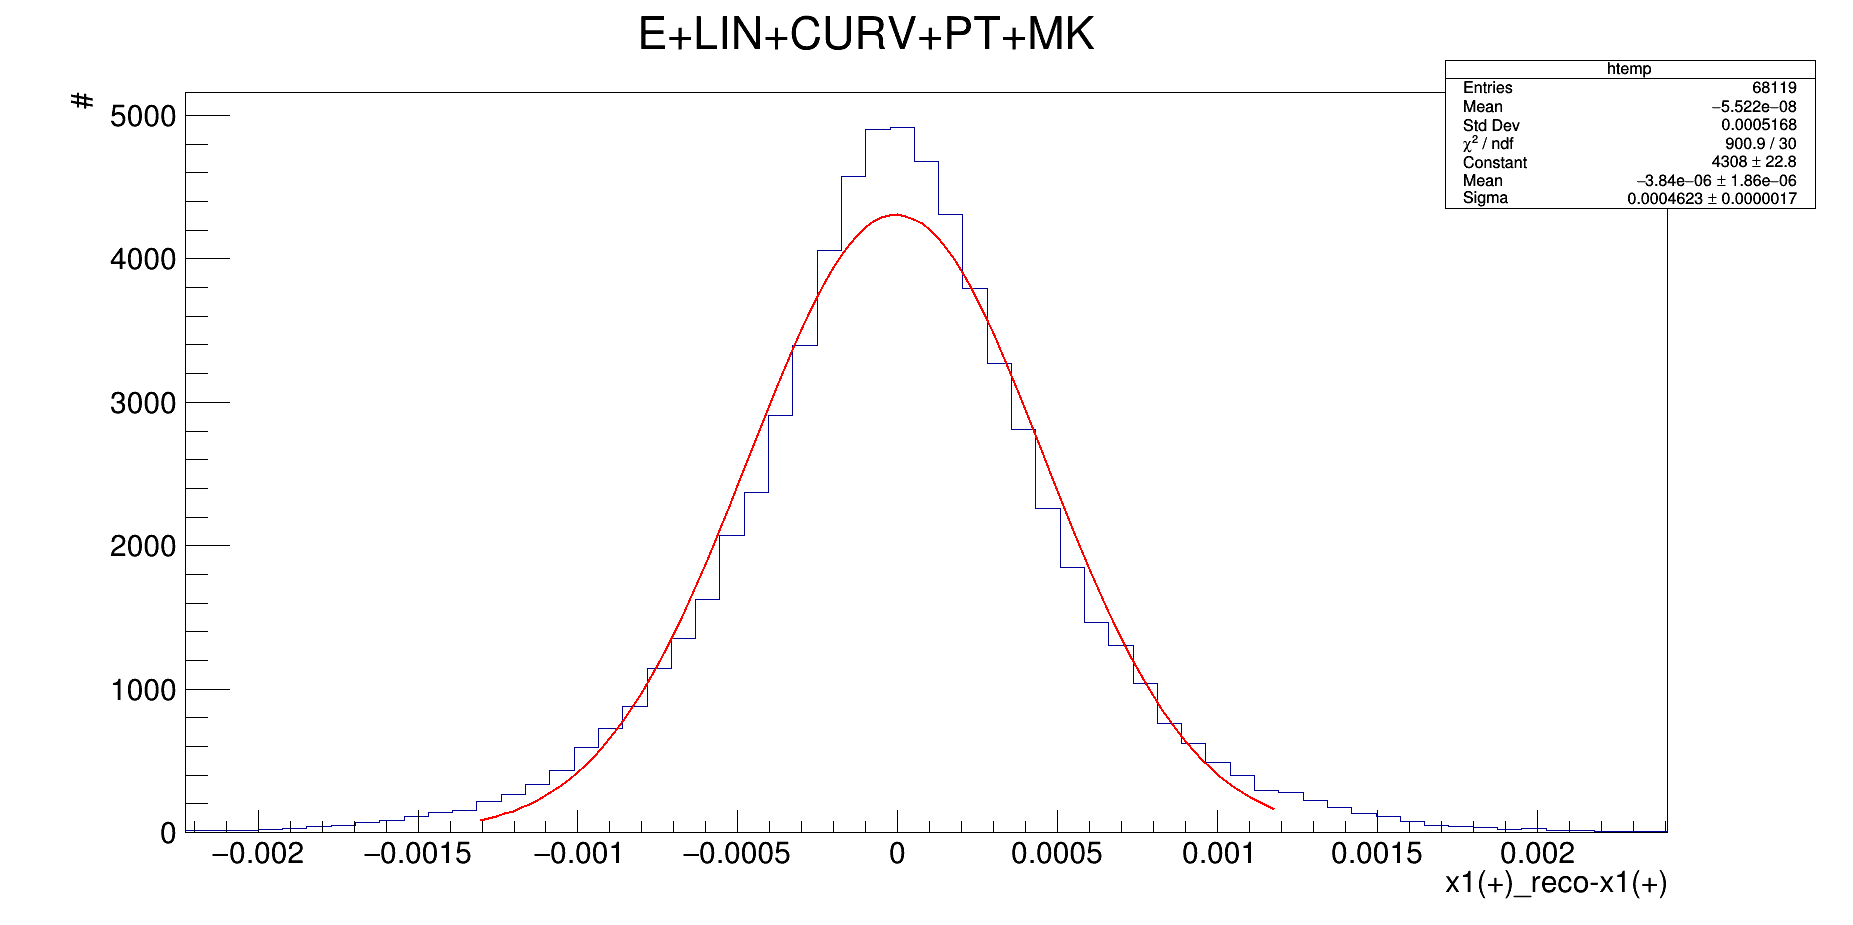 E+LIN+CURV+PT+MK
htemp
Entries 68119
Mean −5.522e−08
Std Dev 0.0005168
χ² / ndf 900.9 / 30
Constant 4308 ± 22.8
Mean −3.84e−06 ± 1.86e−06
Sigma 0.0004623 ± 0.0000017
#
5000
4000
3000
2000
1000
0
−0.002 −0.0015 −0.001 −0.0005 0 0.0005 0.001 0.0015 0.002
x1(+)_reco-x1(+)